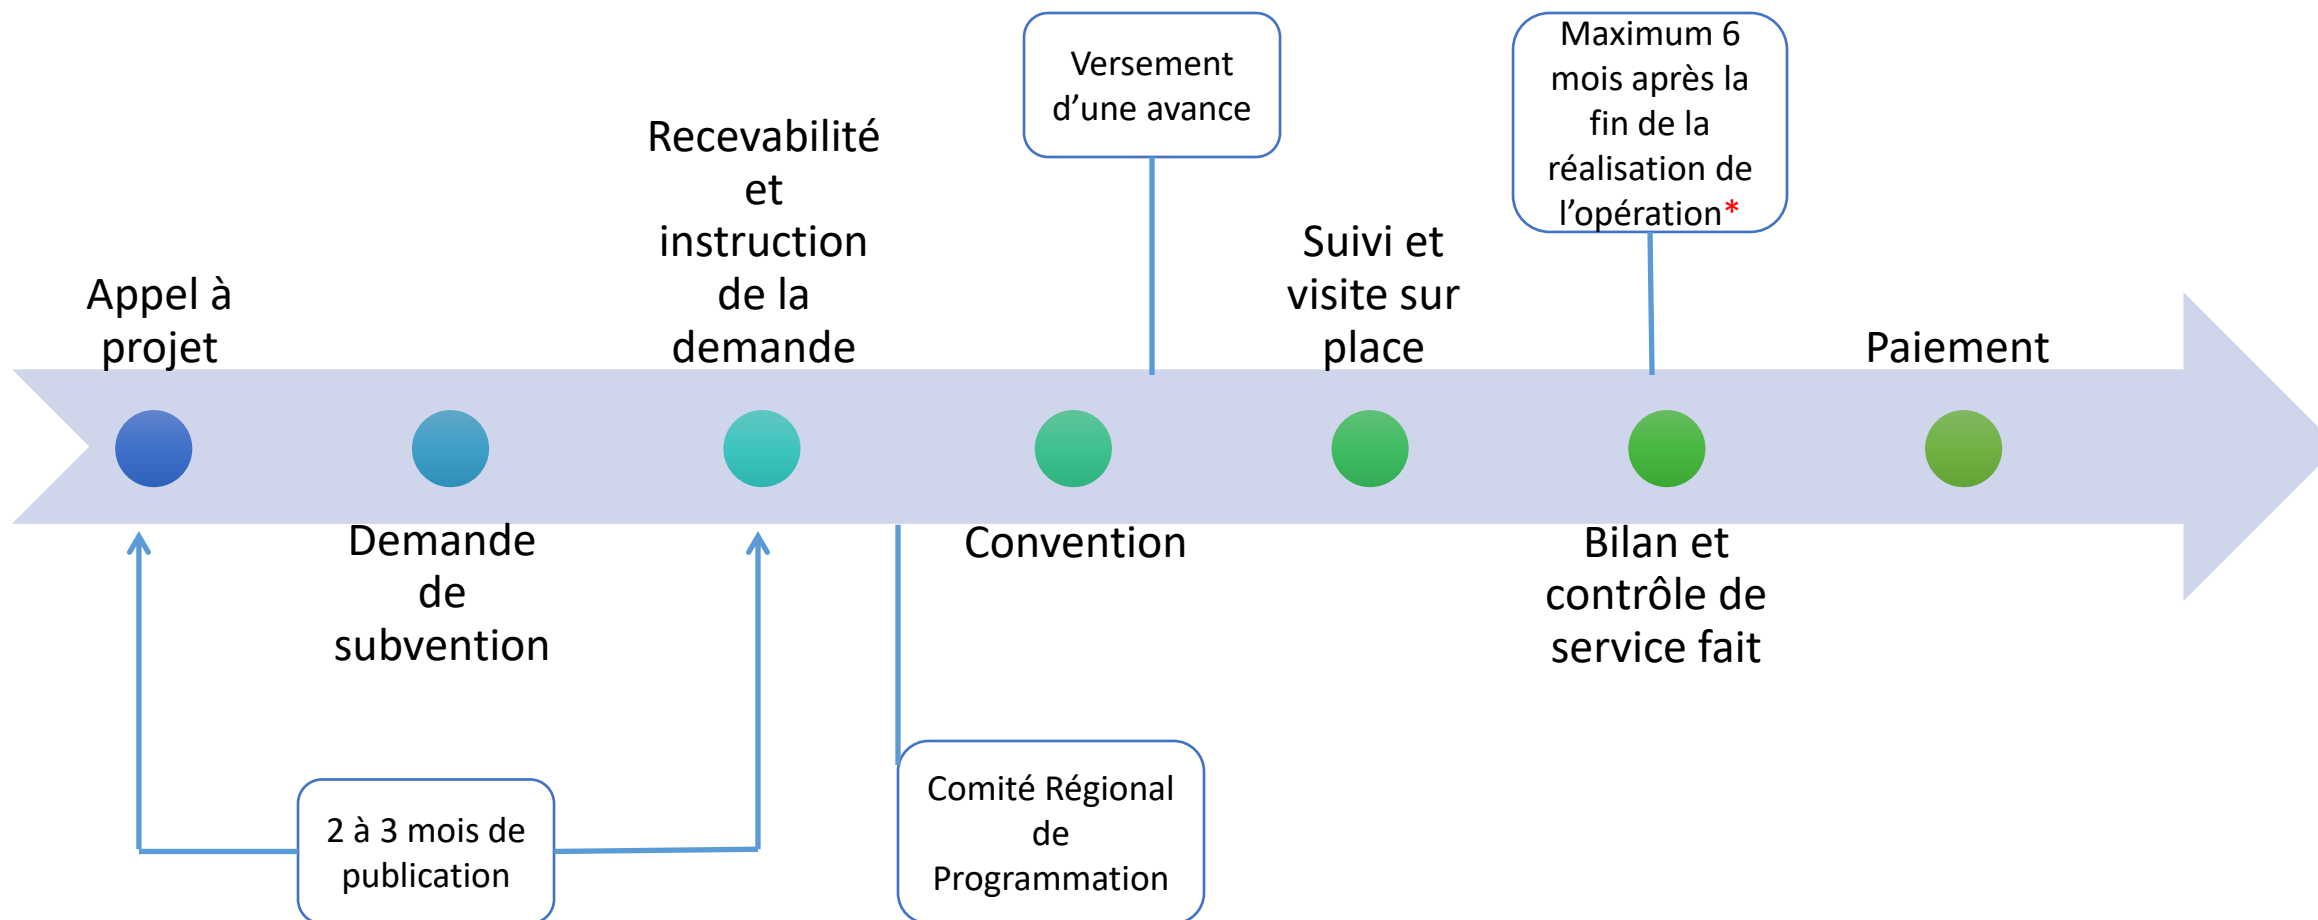 Appel à
projet
Demande
de
subvention
2 à 3 mois de
publication
Recevabilité
et
instruction
de la
demande
Comité Régional
de
Programmation
Convention
Versement
d’une avance
Suivi et
visite sur
place
Maximum 6
mois après la
fin de la
réalisation de
l’opération*
Bilan et
contrôle de
service fait
Paiement